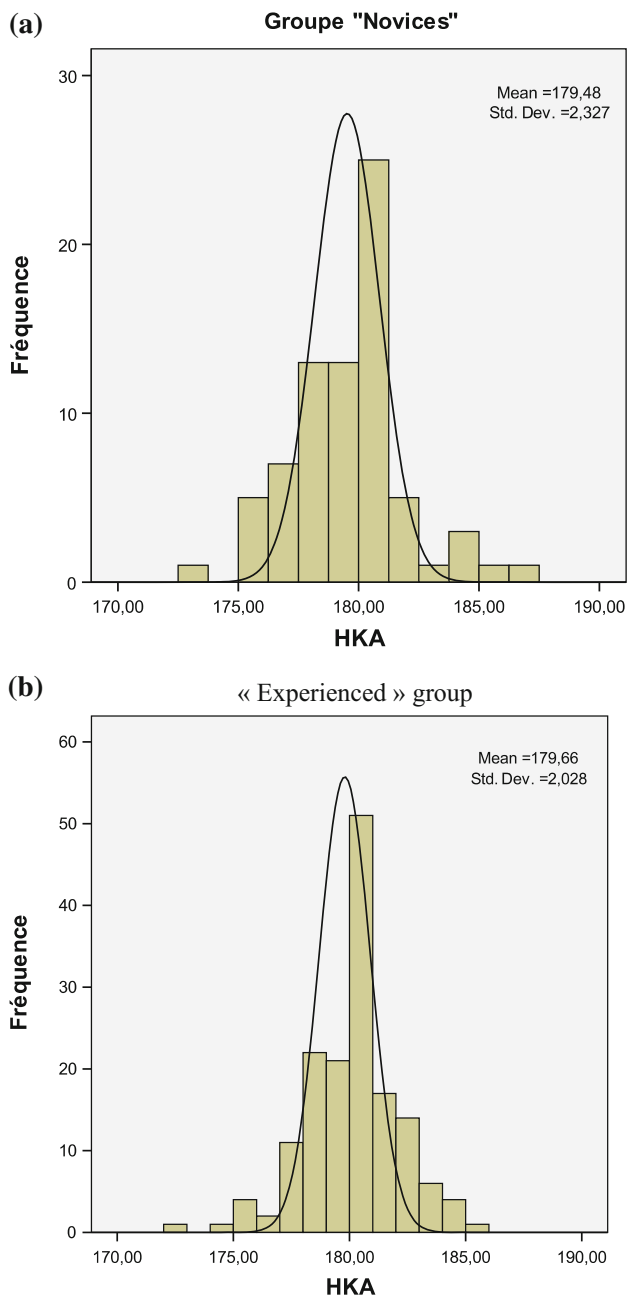 (a)
Groupe "Novices"
Mean =179,48
Std. Dev. =2,327
30
20
10
0
Fréquence
170,00 175,00 180,00 185,00 190,00
HKA
(b)
« Experienced » group
Mean =179,66
Std. Dev. =2,028
60
50
40
30
20
10
0
Fréquence
170,00 175,00 180,00 185,00 190,00
HKA